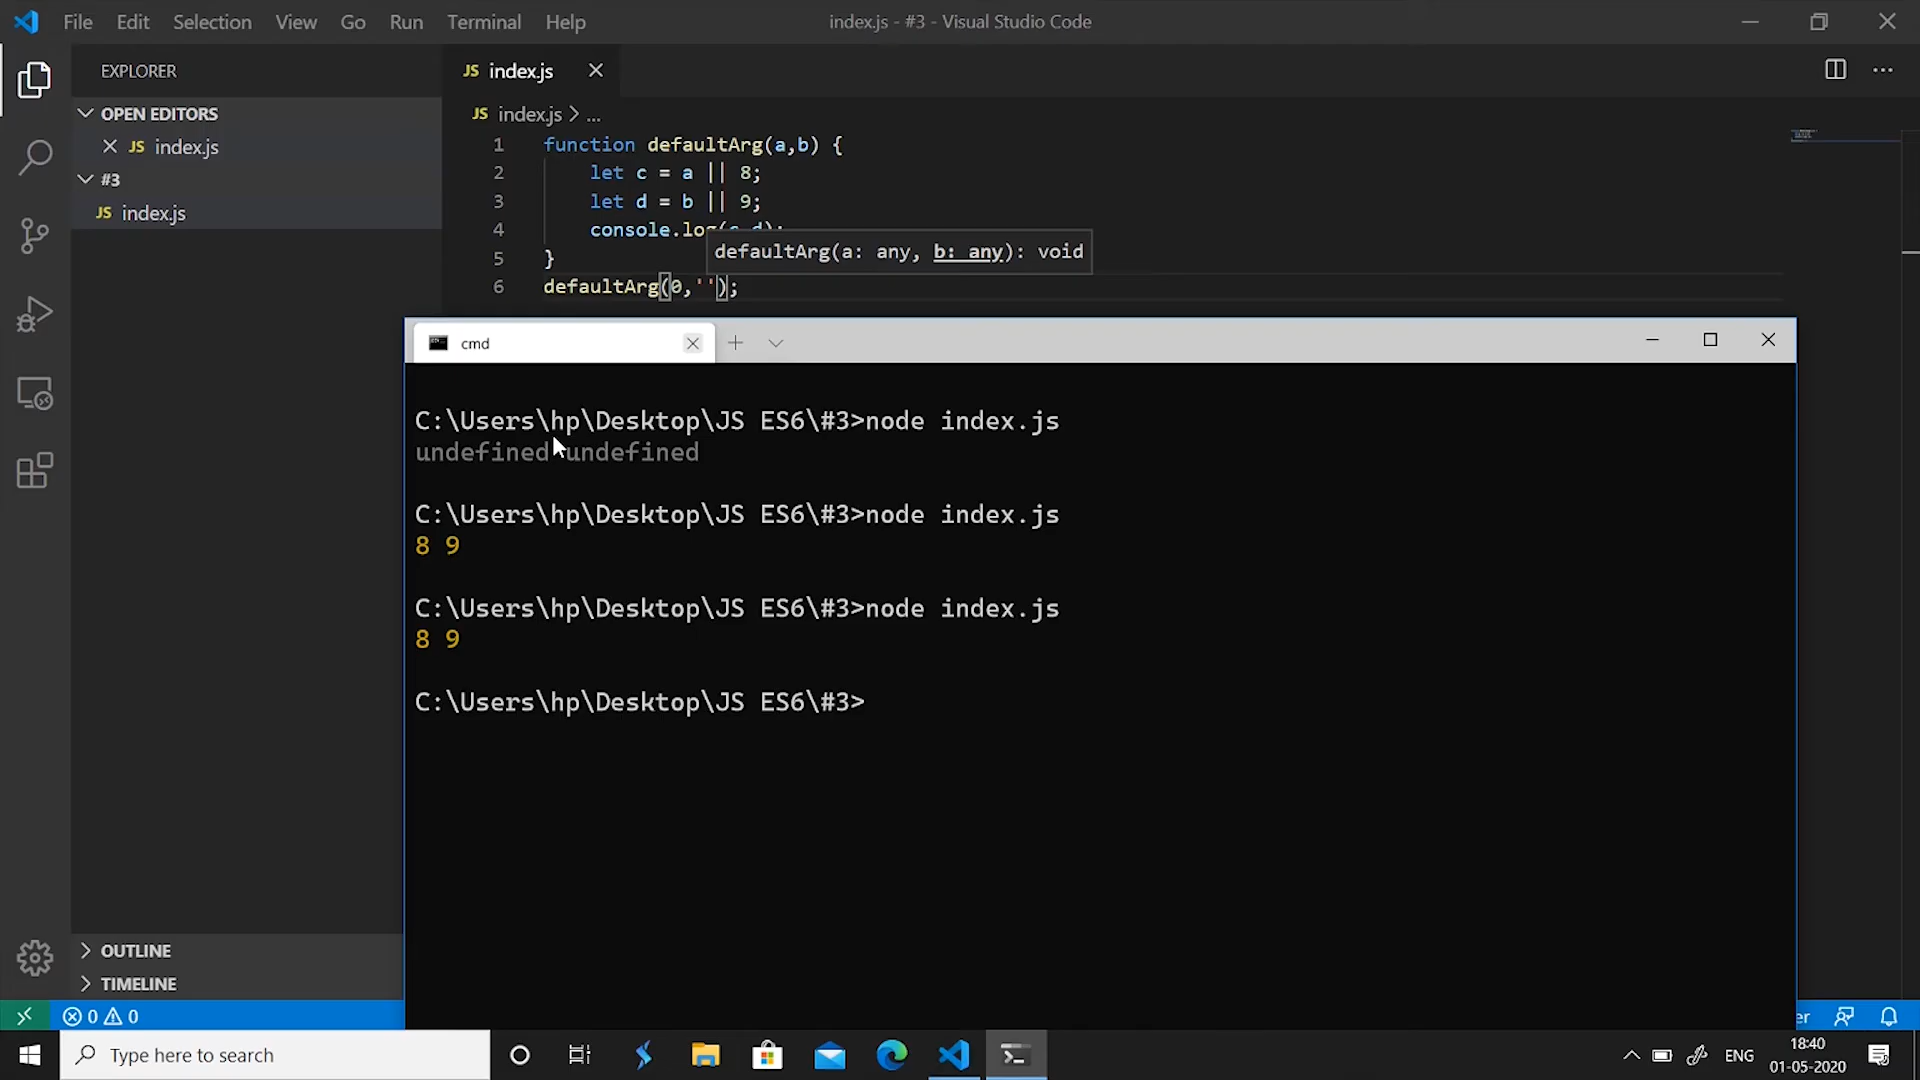 File Edit Selection View Go Run Terminal Help
index.js - #3 - Visual Studio Code
EXPLORER
OPEN EDITORS
JS index.js
#3
JS index.js
OUTLINE
TIMELINE
JS index.js
JS index.js > ...
1 function defaultArg(a,b) {
2 let c = a || 8;
3 let d = b || 9;
4 console.log(c,d);
5 }
6 defaultArg(0,'');
defaultArg(a: any, b: any): void
cmd
C:\Users\hp\Desktop\JS ES6\#3>node index.js
undefined undefined
C:\Users\hp\Desktop\JS ES6\#3>node index.js
8 9
C:\Users\hp\Desktop\JS ES6\#3>node index.js
8 9
C:\Users\hp\Desktop\JS ES6\#3>
0 0
er
Type here to search
ENG
18:40
01-05-2020